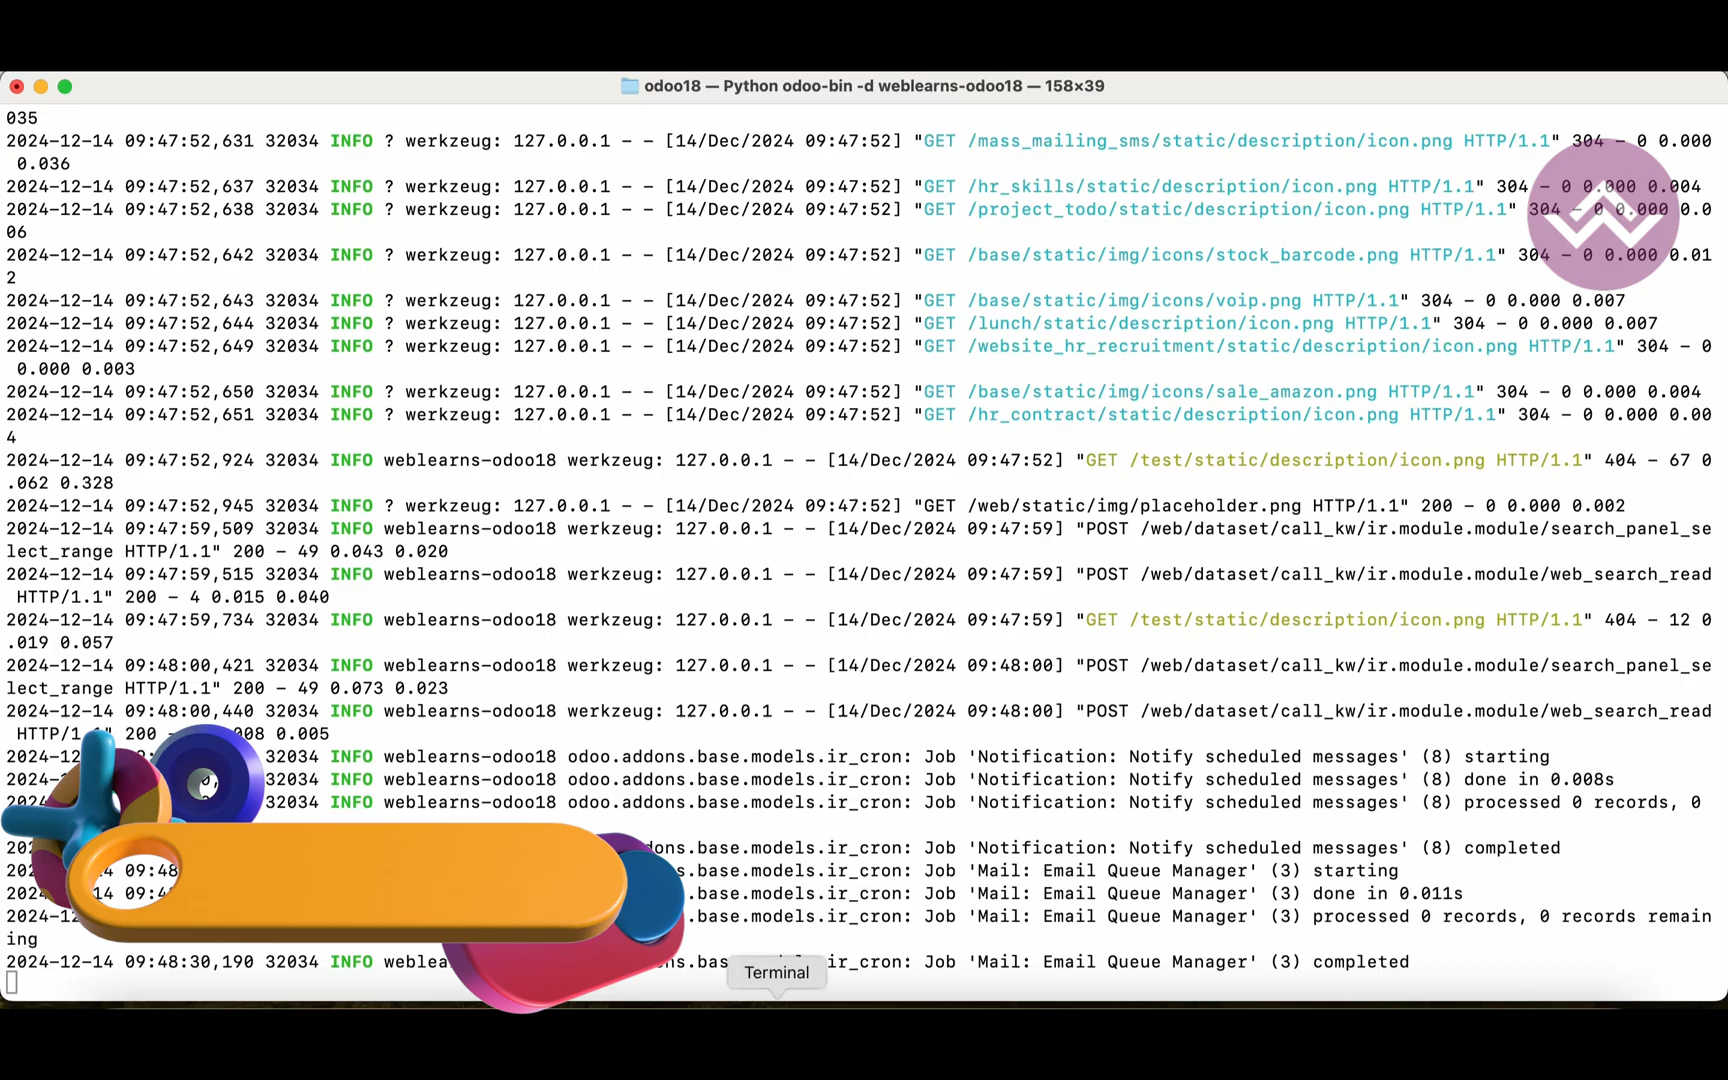 odoo18 — Python odoo-bin -d weblearns-odoo18 — 158×39
035
2024-12-14 09:47:52,631 32034 INFO ? werkzeug: 127.0.0.1 - - [14/Dec/2024 09:47:52] "GET /mass_mailing_sms/static/description/icon.png HTTP/1.1" 304 - 0 0.000
0.036
2024-12-14 09:47:52,637 32034 INFO ? werkzeug: 127.0.0.1 - - [14/Dec/2024 09:47:52] "GET /hr_skills/static/description/icon.png HTTP/1.1" 304 - 0 0.000 0.004
2024-12-14 09:47:52,638 32034 INFO ? werkzeug: 127.0.0.1 - - [14/Dec/2024 09:47:52] "GET /project_todo/static/description/icon.png HTTP/1.1" 304 - 0 0.000 0.0
06
2024-12-14 09:47:52,642 32034 INFO ? werkzeug: 127.0.0.1 - - [14/Dec/2024 09:47:52] "GET /base/static/img/icons/stock_barcode.png HTTP/1.1" 304 - 0 0.000 0.01
2
2024-12-14 09:47:52,643 32034 INFO ? werkzeug: 127.0.0.1 - - [14/Dec/2024 09:47:52] "GET /base/static/img/icons/voip.png HTTP/1.1" 304 - 0 0.000 0.007
2024-12-14 09:47:52,644 32034 INFO ? werkzeug: 127.0.0.1 - - [14/Dec/2024 09:47:52] "GET /lunch/static/description/icon.png HTTP/1.1" 304 - 0 0.000 0.007
2024-12-14 09:47:52,649 32034 INFO ? werkzeug: 127.0.0.1 - - [14/Dec/2024 09:47:52] "GET /website_hr_recruitment/static/description/icon.png HTTP/1.1" 304 - 0
0.000 0.003
2024-12-14 09:47:52,650 32034 INFO ? werkzeug: 127.0.0.1 - - [14/Dec/2024 09:47:52] "GET /base/static/img/icons/sale_amazon.png HTTP/1.1" 304 - 0 0.000 0.004
2024-12-14 09:47:52,651 32034 INFO ? werkzeug: 127.0.0.1 - - [14/Dec/2024 09:47:52] "GET /hr_contract/static/description/icon.png HTTP/1.1" 304 - 0 0.000 0.00
4
2024-12-14 09:47:52,924 32034 INFO weblearns-odoo18 werkzeug: 127.0.0.1 - - [14/Dec/2024 09:47:52] "GET /test/static/description/icon.png HTTP/1.1" 404 - 67 0
.062 0.328
2024-12-14 09:47:52,945 32034 INFO ? werkzeug: 127.0.0.1 - - [14/Dec/2024 09:47:52] "GET /web/static/img/placeholder.png HTTP/1.1" 200 - 0 0.000 0.002
2024-12-14 09:47:59,509 32034 INFO weblearns-odoo18 werkzeug: 127.0.0.1 - - [14/Dec/2024 09:47:59] "POST /web/dataset/call_kw/ir.module.module/search_panel_se
lect_range HTTP/1.1" 200 - 49 0.043 0.020
2024-12-14 09:47:59,515 32034 INFO weblearns-odoo18 werkzeug: 127.0.0.1 - - [14/Dec/2024 09:47:59] "POST /web/dataset/call_kw/ir.module.module/web_search_read
HTTP/1.1" 200 - 4 0.015 0.040
2024-12-14 09:47:59,734 32034 INFO weblearns-odoo18 werkzeug: 127.0.0.1 - - [14/Dec/2024 09:47:59] "GET /test/static/description/icon.png HTTP/1.1" 404 - 12 0
.019 0.057
2024-12-14 09:48:00,421 32034 INFO weblearns-odoo18 werkzeug: 127.0.0.1 - - [14/Dec/2024 09:48:00] "POST /web/dataset/call_kw/ir.module.module/search_panel_se
lect_range HTTP/1.1" 200 - 49 0.073 0.023
2024-12-14 09:48:00,440 32034 INFO weblearns-odoo18 werkzeug: 127.0.0.1 - - [14/Dec/2024 09:48:00] "POST /web/dataset/call_kw/ir.module.module/web_search_read
200 - 0.005
32034 INFO weblearns-odoo18 odoo.addons.base.models.ir_cron: Job 'Notification: Notify scheduled messages' (8) starting
32034 INFO weblearns-odoo18 odoo.addons.base.models.ir_cron: Job 'Notification: Notify scheduled messages' (8) done in 0.008s
32034 INFO weblearns-odoo18 odoo.addons.base.models.ir_cron: Job 'Notification: Notify scheduled messages' (8) processed 0 records, 0
Job 'Notification: Notify scheduled messages' (8) completed
Job 'Mail: Email Queue Manager' (3) starting
Job 'Mail: Email Queue Manager' (3) done in 0.011s
Job 'Mail: Email Queue Manager' (3) processed 0 records, 0 records remain
ing
2024-12-14 09:48:30,190 32034 INFO Job 'Mail: Email Queue Manager' (3) completed
Terminal